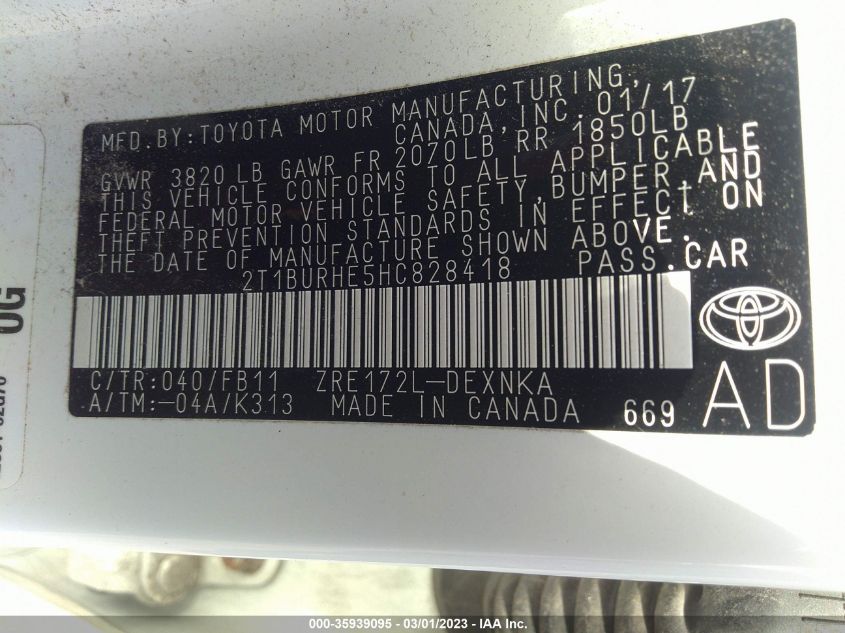 MFD. BY: TOYOTA MOTOR MANUFACTURING,
CANADA, INC. 01/17
GVWR 3820 LB GAWR FR 2070LB RR 1850LB
THIS VEHICLE CONFORMS TO ALL APPLICABLE
FEDERAL MOTOR VEHICLE SAFETY, BUMPER, AND
THEFT PREVENTION STANDARDS IN EFFECT ON
THE DATE OF MANUFACTURE SHOWN ABOVE.
2T1BURHE5HC828418 PASS.CAR
C/TR: 040/FB11 ZRE172L-DEXNKA
A/TM: -04A/K313 MADE IN CANADA 669 AD
000-35939095 - 03/01/2023 - IAA Inc.